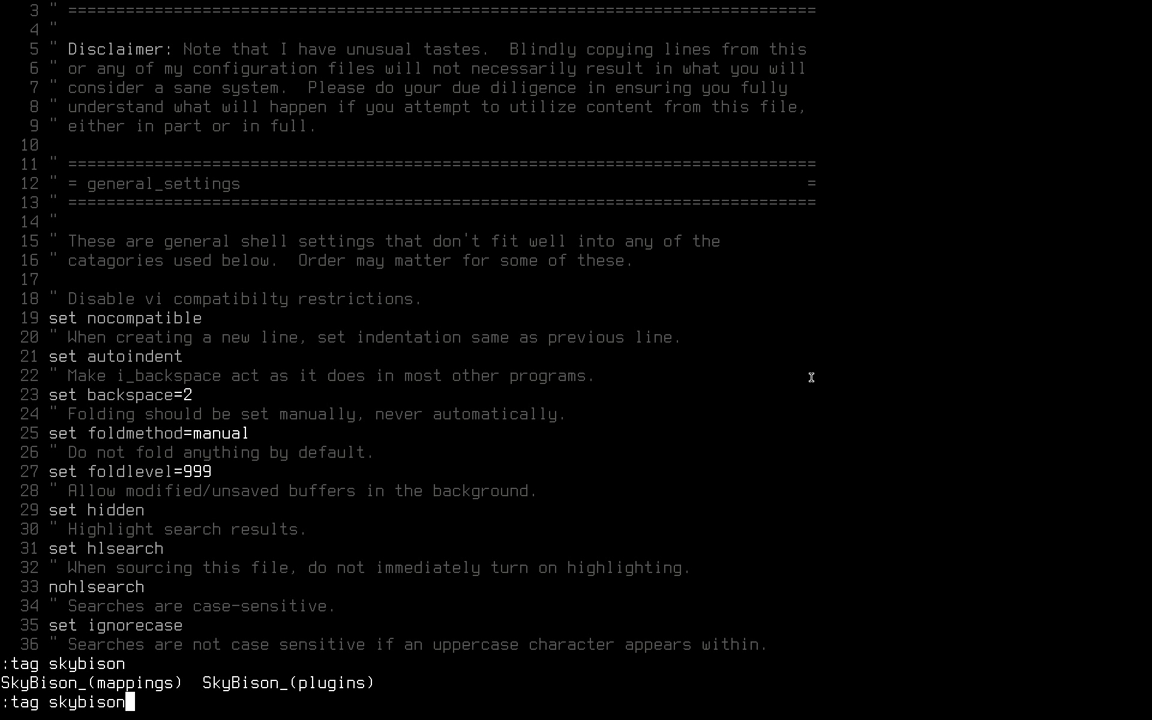 3 " ==============================================================================
4 "
5 " Disclaimer: Note that I have unusual tastes.  Blindly copying lines from this
6 " or any of my configuration files will not necessarily result in what you will
7 " consider a sane system.  Please do your due diligence in ensuring you fully
8 " understand what will happen if you attempt to utilize content from this file,
9 " either in part or in full.
10
11 " ==============================================================================
12 " = general_settings                                                           =
13 " ==============================================================================
14 "
15 " These are general shell settings that don't fit well into any of the
16 " catagories used below.  Order may matter for some of these.
17
18 " Disable vi compatibilty restrictions.
19 set nocompatible
20 " When creating a new line, set indentation same as previous line.
21 set autoindent
22 " Make i_backspace act as it does in most other programs.
23 set backspace=2
24 " Folding should be set manually, never automatically.
25 set foldmethod=manual
26 " Do not fold anything by default.
27 set foldlevel=999
28 " Allow modified/unsaved buffers in the background.
29 set hidden
30 " Highlight search results.
31 set hlsearch
32 " When sourcing this file, do not immediately turn on highlighting.
33 nohlsearch
34 " Searches are case-sensitive.
35 set ignorecase
36 " Searches are not case sensitive if an uppercase character appears within.
:tag skybison
SkyBison_(mappings)  SkyBison_(plugins)
:tag skybison